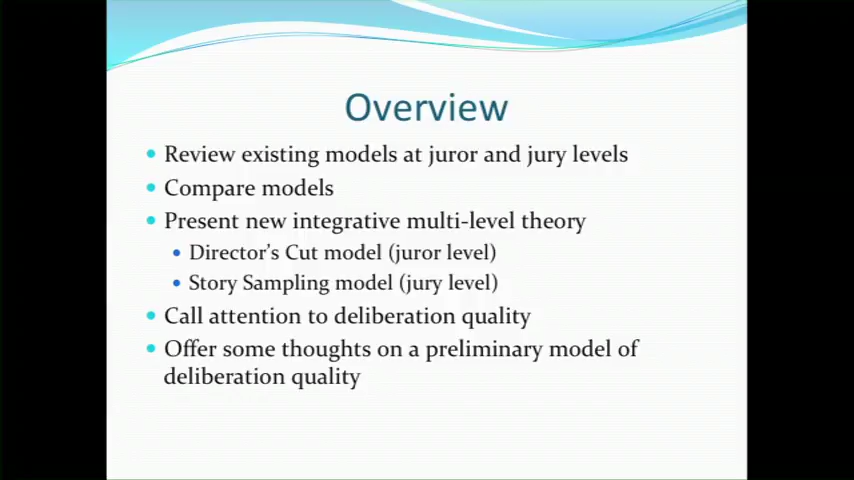 Overview
• Review existing models at juror and jury levels
• Compare models
• Present new integrative multi-level theory
• Director's Cut model (juror level)
• Story Sampling model (jury level)
• Call attention to deliberation quality
• Offer some thoughts on a preliminary model of
deliberation quality